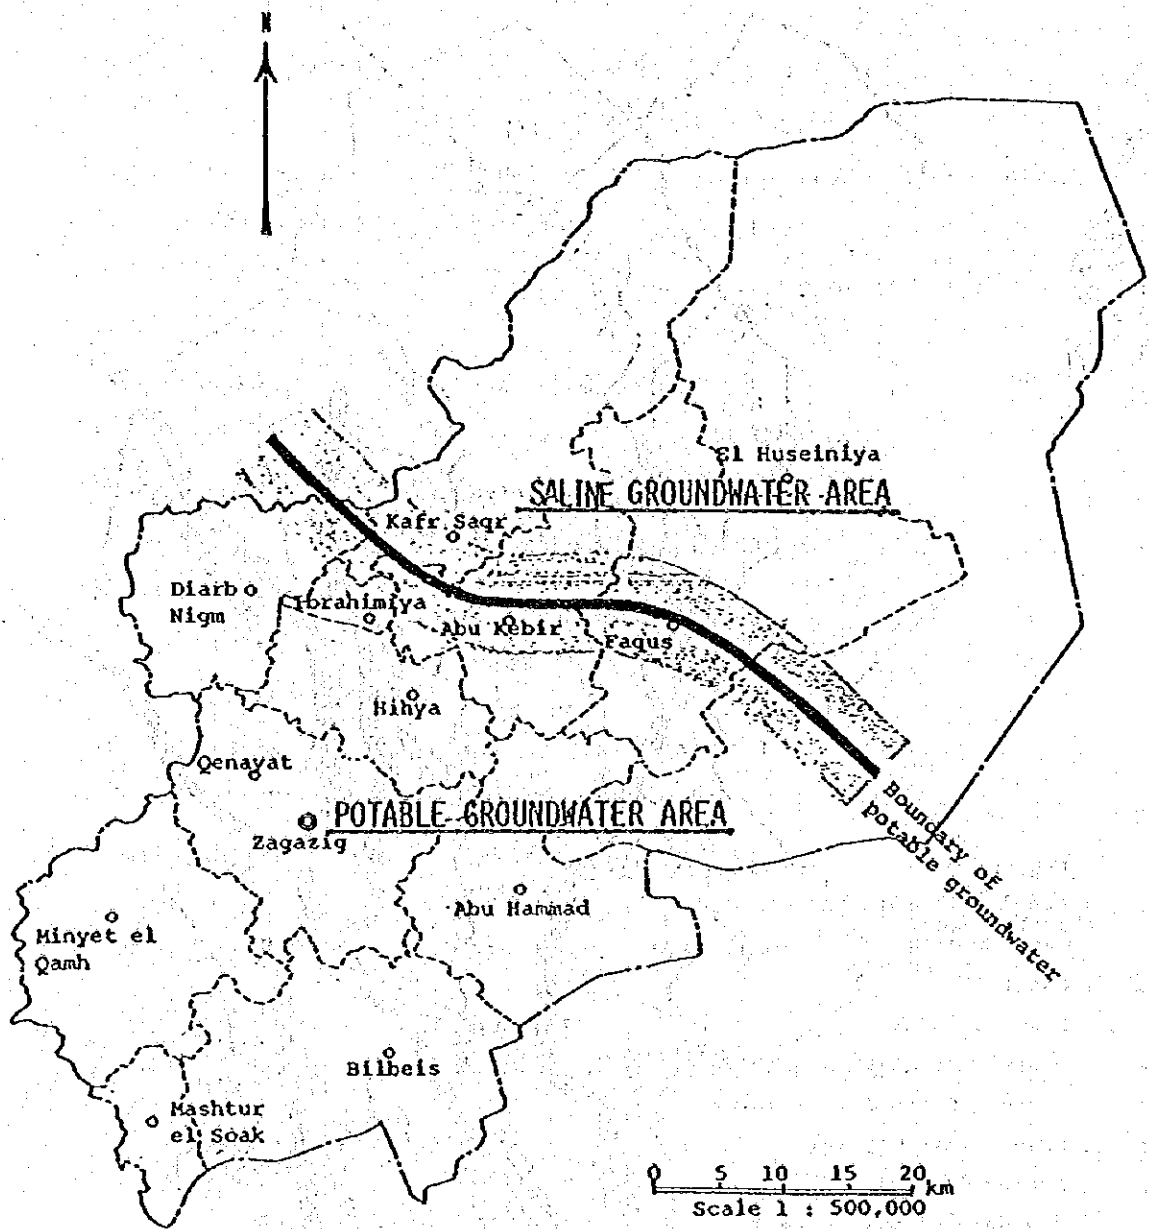 N
El Huseiniya
SALINE GROUNDWATER AREA
Kafr Saqr
Diarb
Nigm
Ibrahimiya
Abu Kebir
Faqus
Hihya
Qenayat
POTABLE GROUNDWATER AREA
Zagazig
Boundary of
potable groundwater
Abu Hammad
Minyet el
Qamh
Bilbeis
Mashtur
el Soak
0 5 10 15 20
km
Scale 1 : 500,000